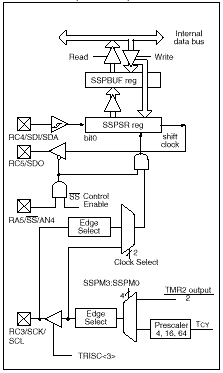 Internal
data bus
Read
Write
SSPBUF reg
SSPSR reg
RC4/SDI/SDA
bit0
shift
clock
RC5/SDO
SS Control
Enable
RA5/SS/AN4
Edge
Select
2
Clock Select
SSPM3:SSPM0
4
TMR2 output
2
Edge
Select
Prescaler
4, 16, 64
TCY
RC3/SCK/
SCL
TRISC<3>